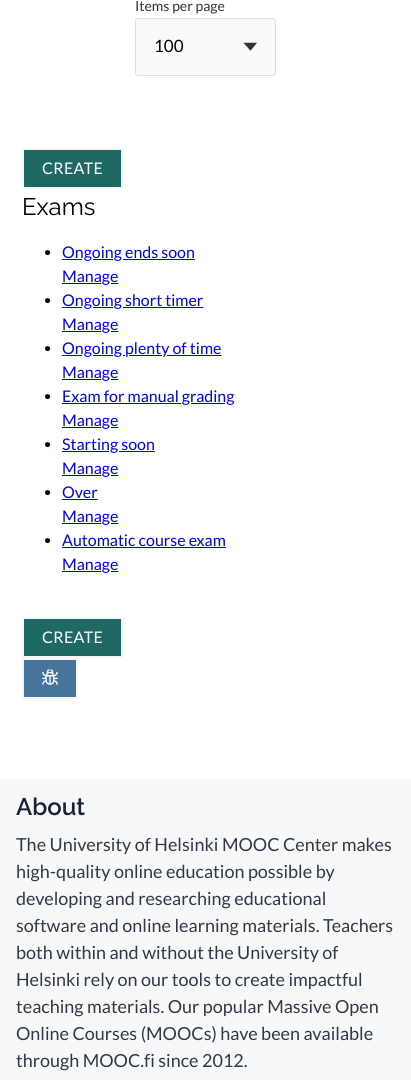 Items per page
100
CREATE
Exams
Ongoing ends soon
Manage
Ongoing short timer
Manage
Ongoing plenty of time
Manage
Exam for manual grading
Manage
Starting soon
Manage
Over
Manage
Automatic course exam
Manage
CREATE
About
The University of Helsinki MOOC Center makes
high-quality online education possible by
developing and researching educational
software and online learning materials. Teachers
both within and without the University of
Helsinki rely on our tools to create impactful
teaching materials. Our popular Massive Open
Online Courses (MOOCs) have been available
through MOOC.fi since 2012.